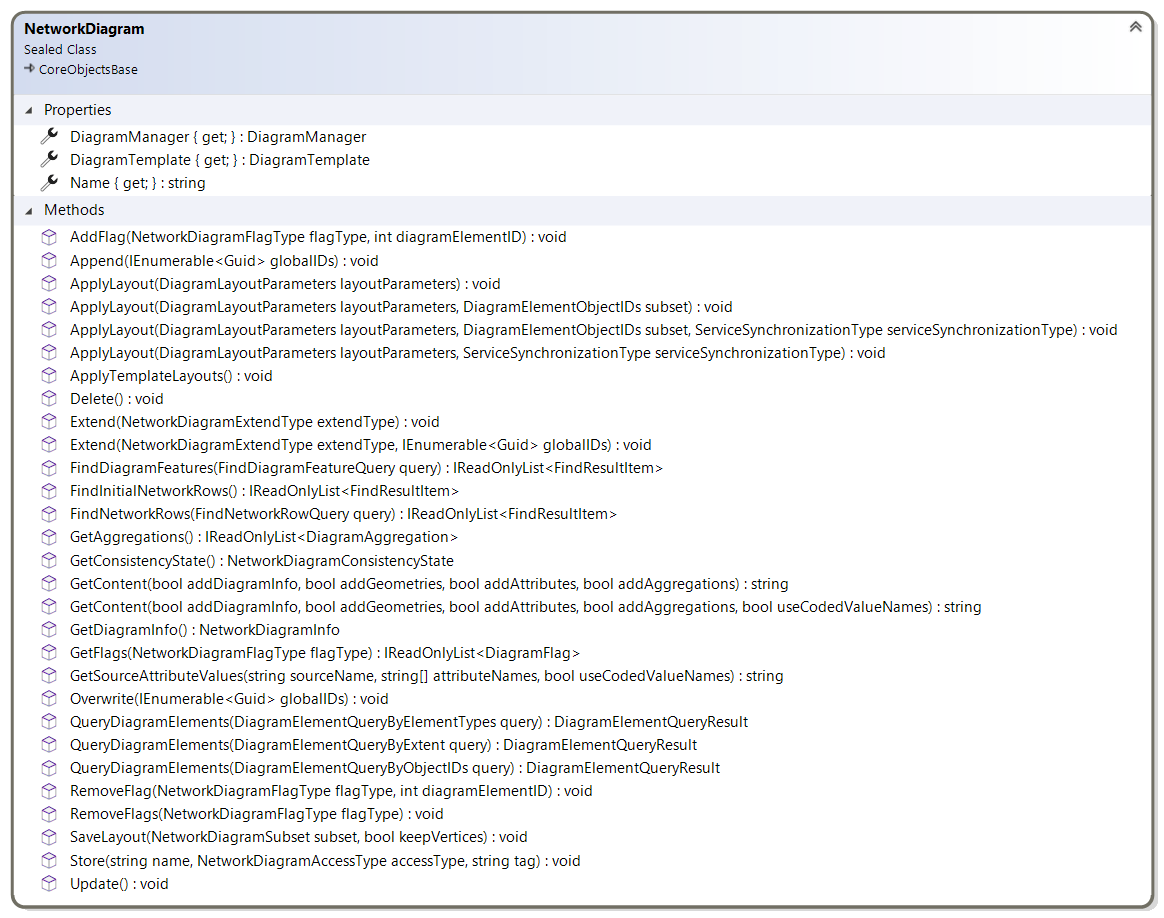 NetworkDiagram
Sealed Class
CoreObjectsBase
Properties
DiagramManager { get; } : DiagramManager
DiagramTemplate { get; } : DiagramTemplate
Name { get; } : string
Methods
AddFlag(NetworkDiagramFlagType flagType, int diagramElementID) : void
Append(IEnumerable<Guid> globalIDs) : void
ApplyLayout(DiagramLayoutParameters layoutParameters) : void
ApplyLayout(DiagramLayoutParameters layoutParameters, DiagramElementObjectIDs subset) : void
ApplyLayout(DiagramLayoutParameters layoutParameters, DiagramElementObjectIDs subset, ServiceSynchronizationType serviceSynchronizationType) : void
ApplyLayout(DiagramLayoutParameters layoutParameters, ServiceSynchronizationType serviceSynchronizationType) : void
ApplyTemplateLayouts() : void
Delete() : void
Extend(NetworkDiagramExtendType extendType) : void
Extend(NetworkDiagramExtendType extendType, IEnumerable<Guid> globalIDs) : void
FindDiagramFeatures(FindDiagramFeatureQuery query) : IReadOnlyList<FindResultItem>
FindInitialNetworkRows() : IReadOnlyList<FindResultItem>
FindNetworkRows(FindNetworkRowQuery query) : IReadOnlyList<FindResultItem>
GetAggregations() : IReadOnlyList<DiagramAggregation>
GetConsistencyState() : NetworkDiagramConsistencyState
GetContent(bool addDiagramInfo, bool addGeometries, bool addAttributes, bool addAggregations) : string
GetContent(bool addDiagramInfo, bool addGeometries, bool addAttributes, bool addAggregations, bool useCodedValueNames) : string
GetDiagramInfo() : NetworkDiagramInfo
GetFlags(NetworkDiagramFlagType flagType) : IReadOnlyList<DiagramFlag>
GetSourceAttributeValues(string sourceName, string[] attributeNames, bool useCodedValueNames) : string
Overwrite(IEnumerable<Guid> globalIDs) : void
QueryDiagramElements(DiagramElementQueryByElementTypes query) : DiagramElementQueryResult
QueryDiagramElements(DiagramElementQueryByExtent query) : DiagramElementQueryResult
QueryDiagramElements(DiagramElementQueryByObjectIDs query) : DiagramElementQueryResult
RemoveFlag(NetworkDiagramFlagType flagType, int diagramElementID) : void
RemoveFlags(NetworkDiagramFlagType flagType) : void
SaveLayout(NetworkDiagramSubset subset, bool keepVertices) : void
Store(string name, NetworkDiagramAccessType accessType, string tag) : void
Update() : void